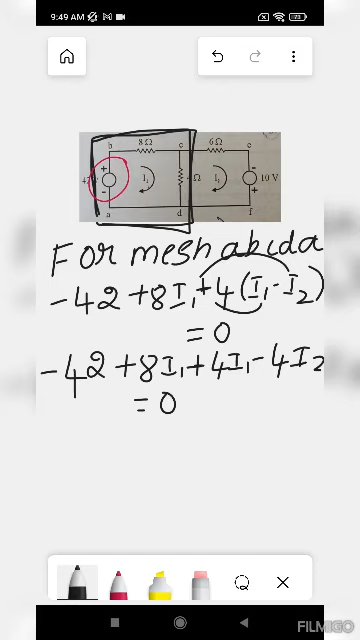 9:49 AM
b 8 Ω c 6 Ω e
+ - +
I₁ Ω I₂ 10 V
- +
a d f
For mesh abcda
-42 + 8I₁ + 4(I₁ - I₂)
= 0
-42 + 8I₁ + 4I₁ - 4I₂
= 0
FILMIGO